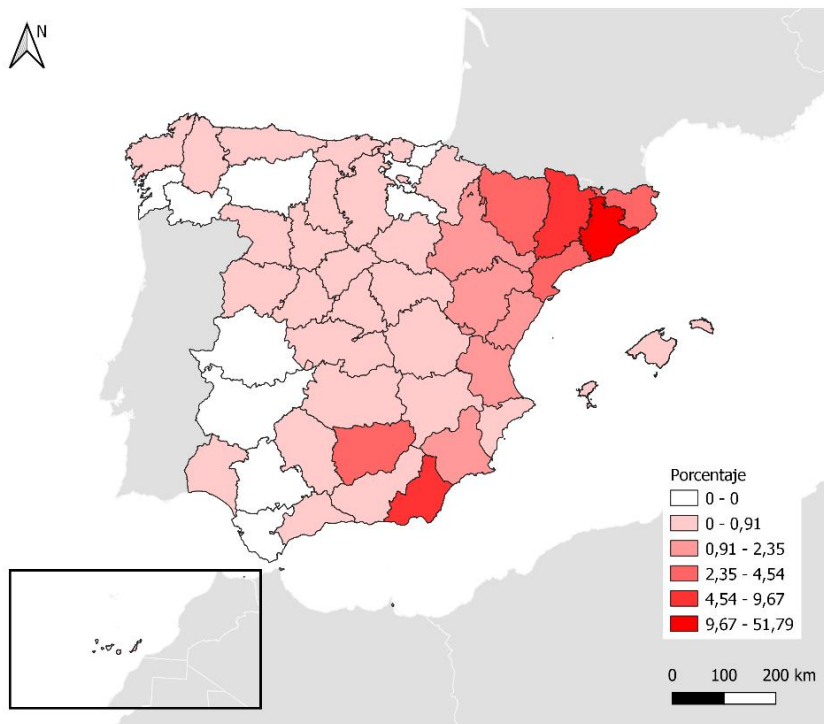 N
Porcentaje
0 - 0
0 - 0,91
0,91 - 2,35
2,35 - 4,54
4,54 - 9,67
9,67 - 51,79
0 100 200 km